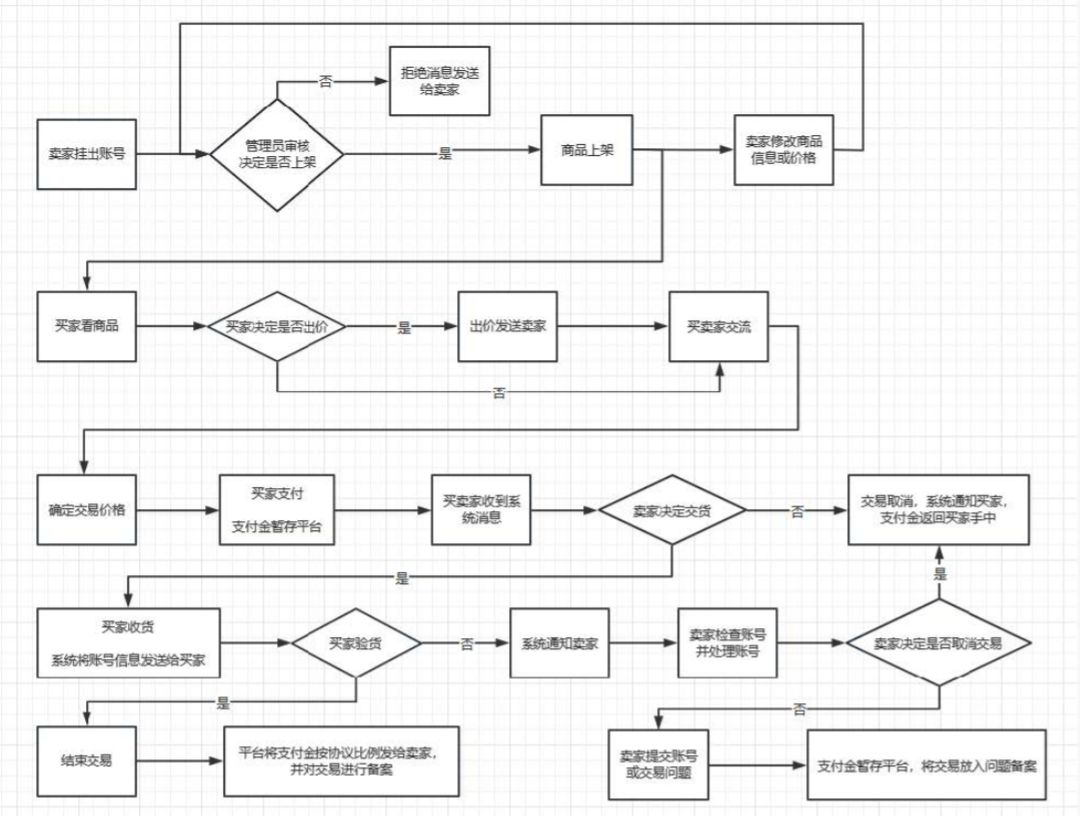 否
拒绝消息发送
给卖家
卖家挂出账号
管理员审核
决定是否上架
是
商品上架
卖家修改商品
信息或价格
买家看商品
买家决定是否出价
是
出价发送卖家
买卖家交流
否
确定交易价格
买家支付
支付金暂存平台
买卖家收到系
统消息
卖家决定交货
否
交易取消，系统通知买家，
支付金返回买家手中
是
是
买家收货
系统将账号信息发送给买家
买家验货
否
系统通知卖家
卖家检查账号
并处理账号
卖家决定是否取消交易
是
否
结束交易
平台将支付金按协议比例发给卖家，
并对交易进行备案
卖家提交账号
或交易问题
支付金暂存平台，将交易放入问题备案